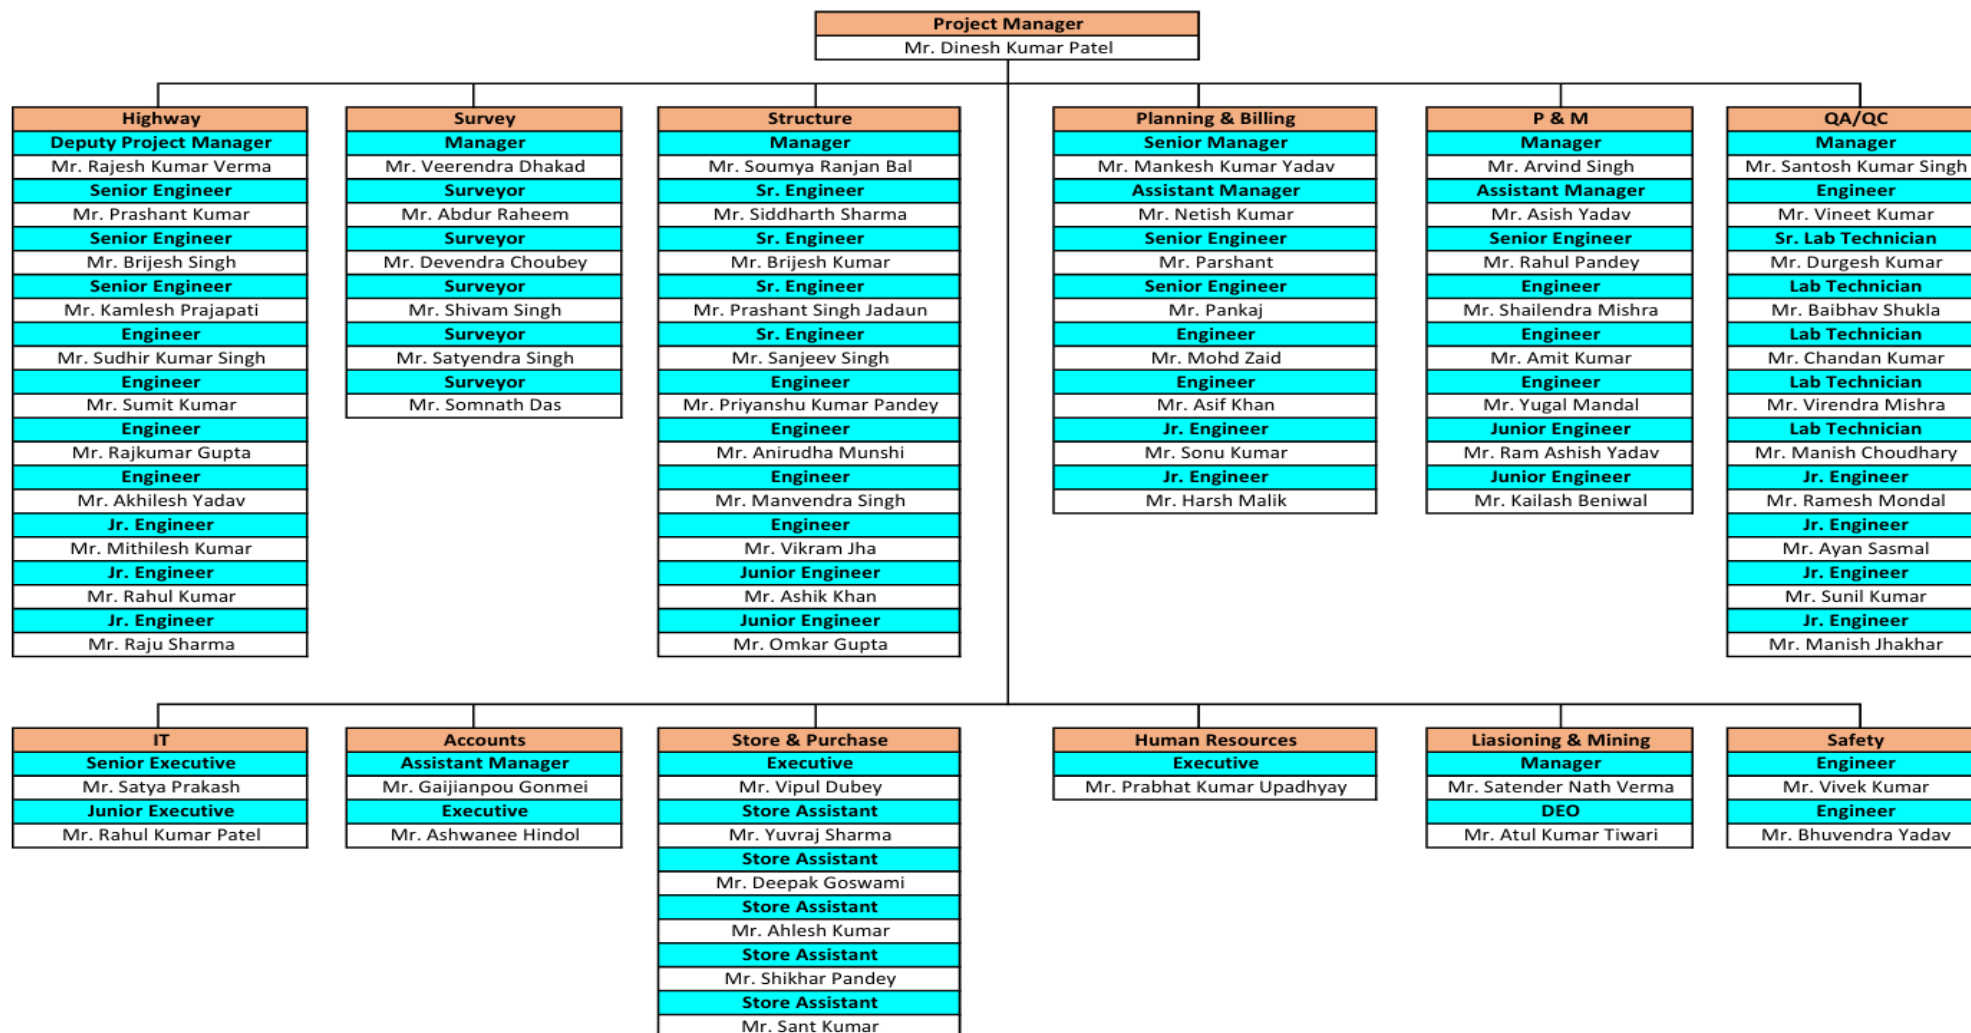 Project Manager
Mr. Dinesh Kumar Patel
Highway
Deputy Project Manager
Mr. Rajesh Kumar Verma
Senior Engineer
Mr. Prashant Kumar
Senior Engineer
Mr. Brijesh Singh
Senior Engineer
Mr. Kamlesh Prajapati
Engineer
Mr. Sudhir Kumar Singh
Engineer
Mr. Sumit Kumar
Engineer
Mr. Rajkumar Gupta
Engineer
Mr. Akhilesh Yadav
Jr. Engineer
Mr. Mithilesh Kumar
Jr. Engineer
Mr. Rahul Kumar
Jr. Engineer
Mr. Raju Sharma
Survey
Manager
Mr. Veerendra Dhakad
Surveyor
Mr. Abdur Raheem
Surveyor
Mr. Devendra Choubey
Surveyor
Mr. Shivam Singh
Surveyor
Mr. Satyendra Singh
Surveyor
Mr. Somnath Das
Structure
Manager
Mr. Soumya Ranjan Bal
Sr. Engineer
Mr. Siddharth Sharma
Sr. Engineer
Mr. Brijesh Kumar
Sr. Engineer
Mr. Prashant Singh Jadaun
Sr. Engineer
Mr. Sanjeev Singh
Engineer
Mr. Priyanshu Kumar Pandey
Engineer
Mr. Anirudha Munshi
Engineer
Mr. Manvendra Singh
Engineer
Mr. Vikram Jha
Junior Engineer
Mr. Ashik Khan
Junior Engineer
Mr. Omkar Gupta
Planning & Billing
Senior Manager
Mr. Mankesh Kumar Yadav
Assistant Manager
Mr. Netish Kumar
Senior Engineer
Mr. Parshant
Senior Engineer
Mr. Pankaj
Engineer
Mr. Mohd Zaid
Engineer
Mr. Asif Khan
Jr. Engineer
Mr. Sonu Kumar
Jr. Engineer
Mr. Harsh Malik
P & M
Manager
Mr. Arvind Singh
Assistant Manager
Mr. Asish Yadav
Senior Engineer
Mr. Rahul Pandey
Engineer
Mr. Shailendra Mishra
Engineer
Mr. Amit Kumar
Engineer
Mr. Yugal Mandal
Junior Engineer
Mr. Ram Ashish Yadav
Junior Engineer
Mr. Kailash Beniwal
QA/QC
Manager
Mr. Santosh Kumar Singh
Engineer
Mr. Vineet Kumar
Sr. Lab Technician
Mr. Durgesh Kumar
Lab Technician
Mr. Baibhav Shukla
Lab Technician
Mr. Chandan Kumar
Lab Technician
Mr. Virendra Mishra
Lab Technician
Mr. Manish Choudhary
Jr. Engineer
Mr. Ramesh Mondal
Jr. Engineer
Mr. Ayan Sasmal
Jr. Engineer
Mr. Sunil Kumar
Jr. Engineer
Mr. Manish Jhakhar
IT
Senior Executive
Mr. Satya Prakash
Junior Executive
Mr. Rahul Kumar Patel
Accounts
Assistant Manager
Mr. Gaijianpou Gonmei
Executive
Mr. Ashwanee Hindol
Store & Purchase
Executive
Mr. Vipul Dubey
Store Assistant
Mr. Yuvraj Sharma
Store Assistant
Mr. Deepak Goswami
Store Assistant
Mr. Ahlesh Kumar
Store Assistant
Mr. Shikhar Pandey
Store Assistant
Mr. Sant Kumar
Human Resources
Executive
Mr. Prabhat Kumar Upadhyay
Liasioning & Mining
Manager
Mr. Satender Nath Verma
DEO
Mr. Atul Kumar Tiwari
Safety
Engineer
Mr. Vivek Kumar
Engineer
Mr. Bhuvendra Yadav